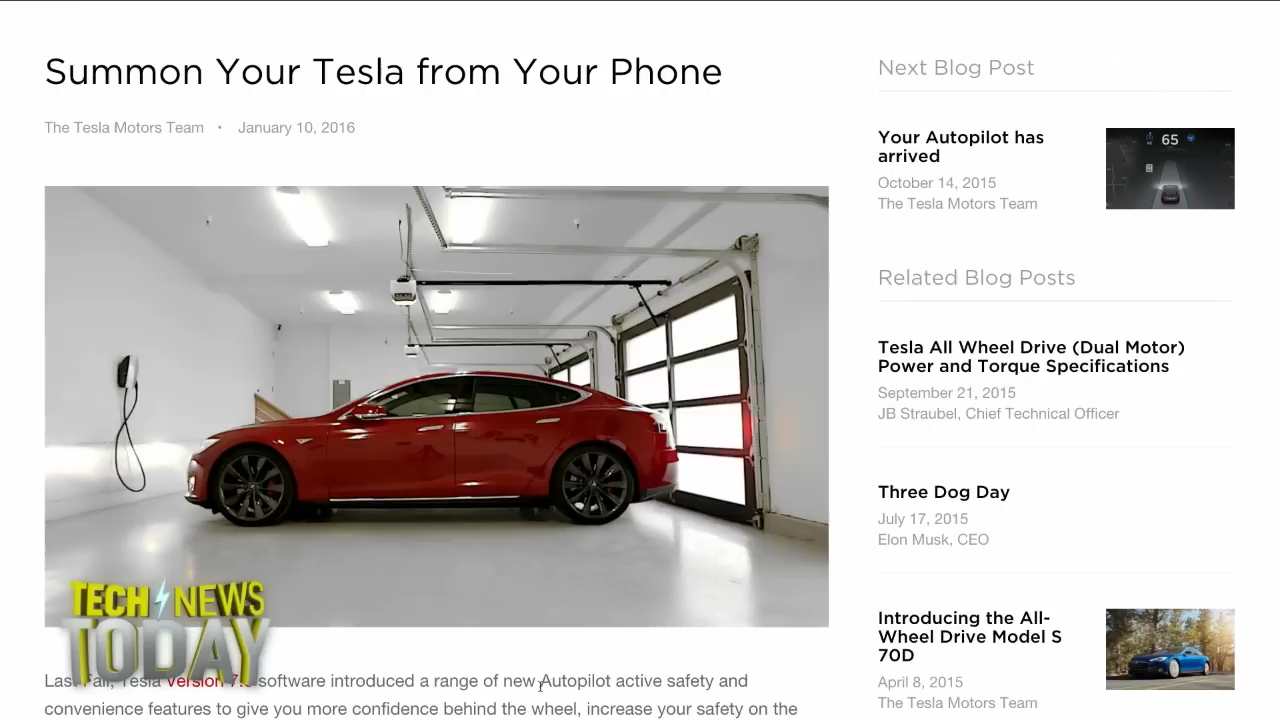 Summon Your Tesla from Your Phone
The Tesla Motors Team • January 10, 2016
TECH NEWS
TODAY
Last Fall, Tesla Version software introduced a range of new Autopilot active safety and
convenience features to give you more confidence behind the wheel, increase your safety on the
Next Blog Post
Your Autopilot has
arrived
October 14, 2015
The Tesla Motors Team
65
Related Blog Posts
Tesla All Wheel Drive (Dual Motor)
Power and Torque Specifications
September 21, 2015
JB Straubel, Chief Technical Officer
Three Dog Day
July 17, 2015
Elon Musk, CEO
Introducing the All-
Wheel Drive Model S
70D
April 8, 2015
The Tesla Motors Team